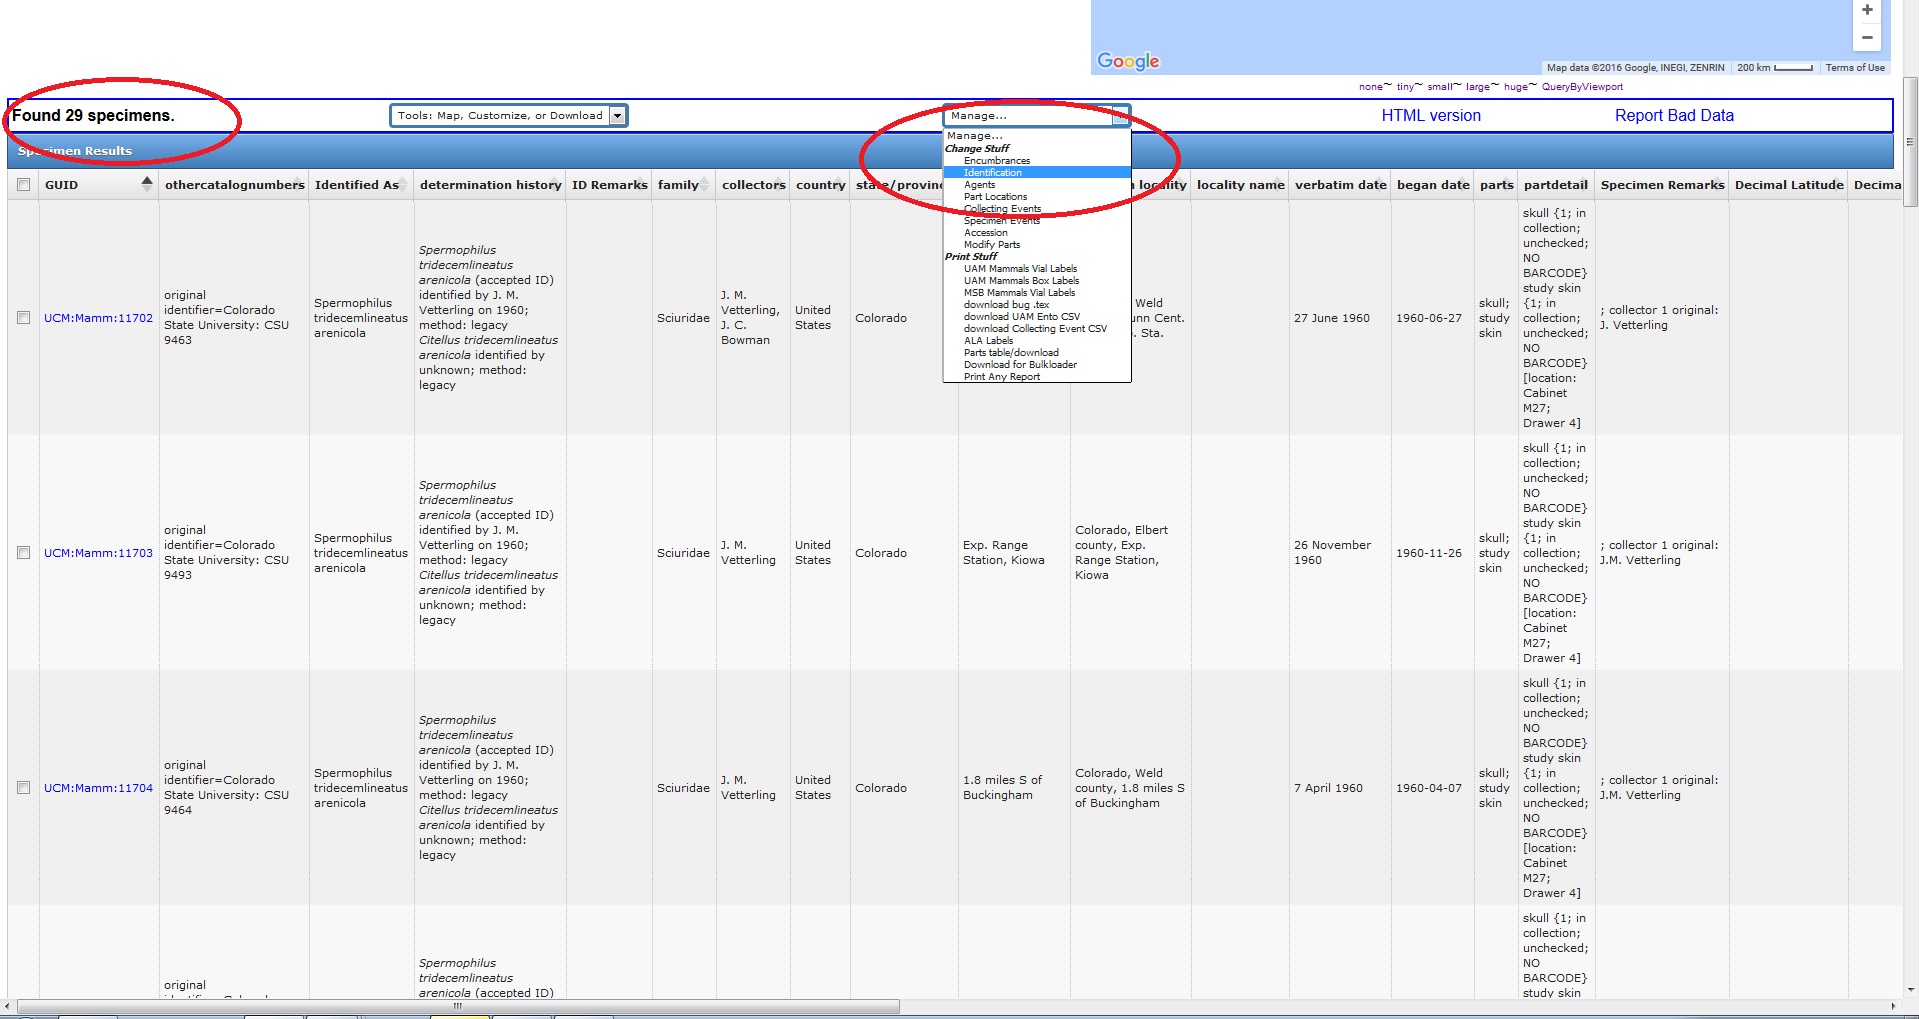 +
−
Google
Map data ©2016 Google, INEGI, ZENRIN 200 km Terms of Use
none~ tiny~ small~ large~ huge~ QueryByViewport
Found 29 specimens.
Tools: Map, Customize, or Download
Manage...
HTML version
Report Bad Data
Specimen Results
Manage...
Change Stuff
Encumbrances
Identification
Agents
Part Locations
Collecting Events
Specimen Events
Accession
Modify Parts
Print Stuff
UAM Mammals Vial Labels
UAM Mammals Box Labels
MSB Mammals Vial Labels
download bug .tex
download UAM Ento CSV
download Collecting Event CSV
ALA Labels
Parts table/download
Download for Bulkloader
Print Any Report
GUID othercatalognumbers Identified As determination history ID Remarks family collectors country state/provinc locality locality name verbatim date began date parts partdetail Specimen Remarks Decimal Latitude Decima
UCM:Mamm:11702
original
identifier=Colorado
State University: CSU
9463
Spermophilus
tridecemlineatus
arenicola
Spermophilus
tridecemlineatus
arenicola (accepted ID)
identified by J. M.
Vetterling on 1960;
method: legacy
Citellus tridecemlineatus
arenicola identified by
unknown; method:
legacy
Sciuridae
J. M.
Vetterling,
J. C.
Bowman
United
States
Colorado
Weld
unn Cent.
. Sta.
27 June 1960
1960-06-27
skull;
study
skin
skull {1; in
collection;
unchecked;
NO
BARCODE}
study skin
{1; in
collection;
unchecked;
NO
BARCODE}
[location:
Cabinet
M27;
Drawer 4]
; collector 1 original:
J. Vetterling
UCM:Mamm:11703
original
identifier=Colorado
State University: CSU
9493
Spermophilus
tridecemlineatus
arenicola
Spermophilus
tridecemlineatus
arenicola (accepted ID)
identified by J. M.
Vetterling on 1960;
method: legacy
Citellus tridecemlineatus
arenicola identified by
unknown; method:
legacy
Sciuridae
J. M.
Vetterling
United
States
Colorado
Exp. Range
Station, Kiowa
Colorado, Elbert
county, Exp.
Range Station,
Kiowa
26 November
1960
1960-11-26
skull;
study
skin
skull {1; in
collection;
unchecked;
NO
BARCODE}
study skin
{1; in
collection;
unchecked;
NO
BARCODE}
[location:
Cabinet
M27;
Drawer 4]
; collector 1 original:
J.M. Vetterling
UCM:Mamm:11704
original
identifier=Colorado
State University: CSU
9464
Spermophilus
tridecemlineatus
arenicola
Spermophilus
tridecemlineatus
arenicola (accepted ID)
identified by J. M.
Vetterling on 1960;
method: legacy
Citellus tridecemlineatus
arenicola identified by
unknown; method:
legacy
Sciuridae
J. M.
Vetterling
United
States
Colorado
1.8 miles S of
Buckingham
Colorado, Weld
county, 1.8 miles S
of Buckingham
7 April 1960
1960-04-07
skull;
study
skin
skull {1; in
collection;
unchecked;
NO
BARCODE}
study skin
{1; in
collection;
unchecked;
NO
BARCODE}
[location:
Cabinet
M27;
Drawer 4]
; collector 1 original:
J.M. Vetterling
original
Spermophilus
tridecemlineatus
arenicola (accepted ID)
skull {1; in
collection;
unchecked;
NO
BARCODE}
study skin